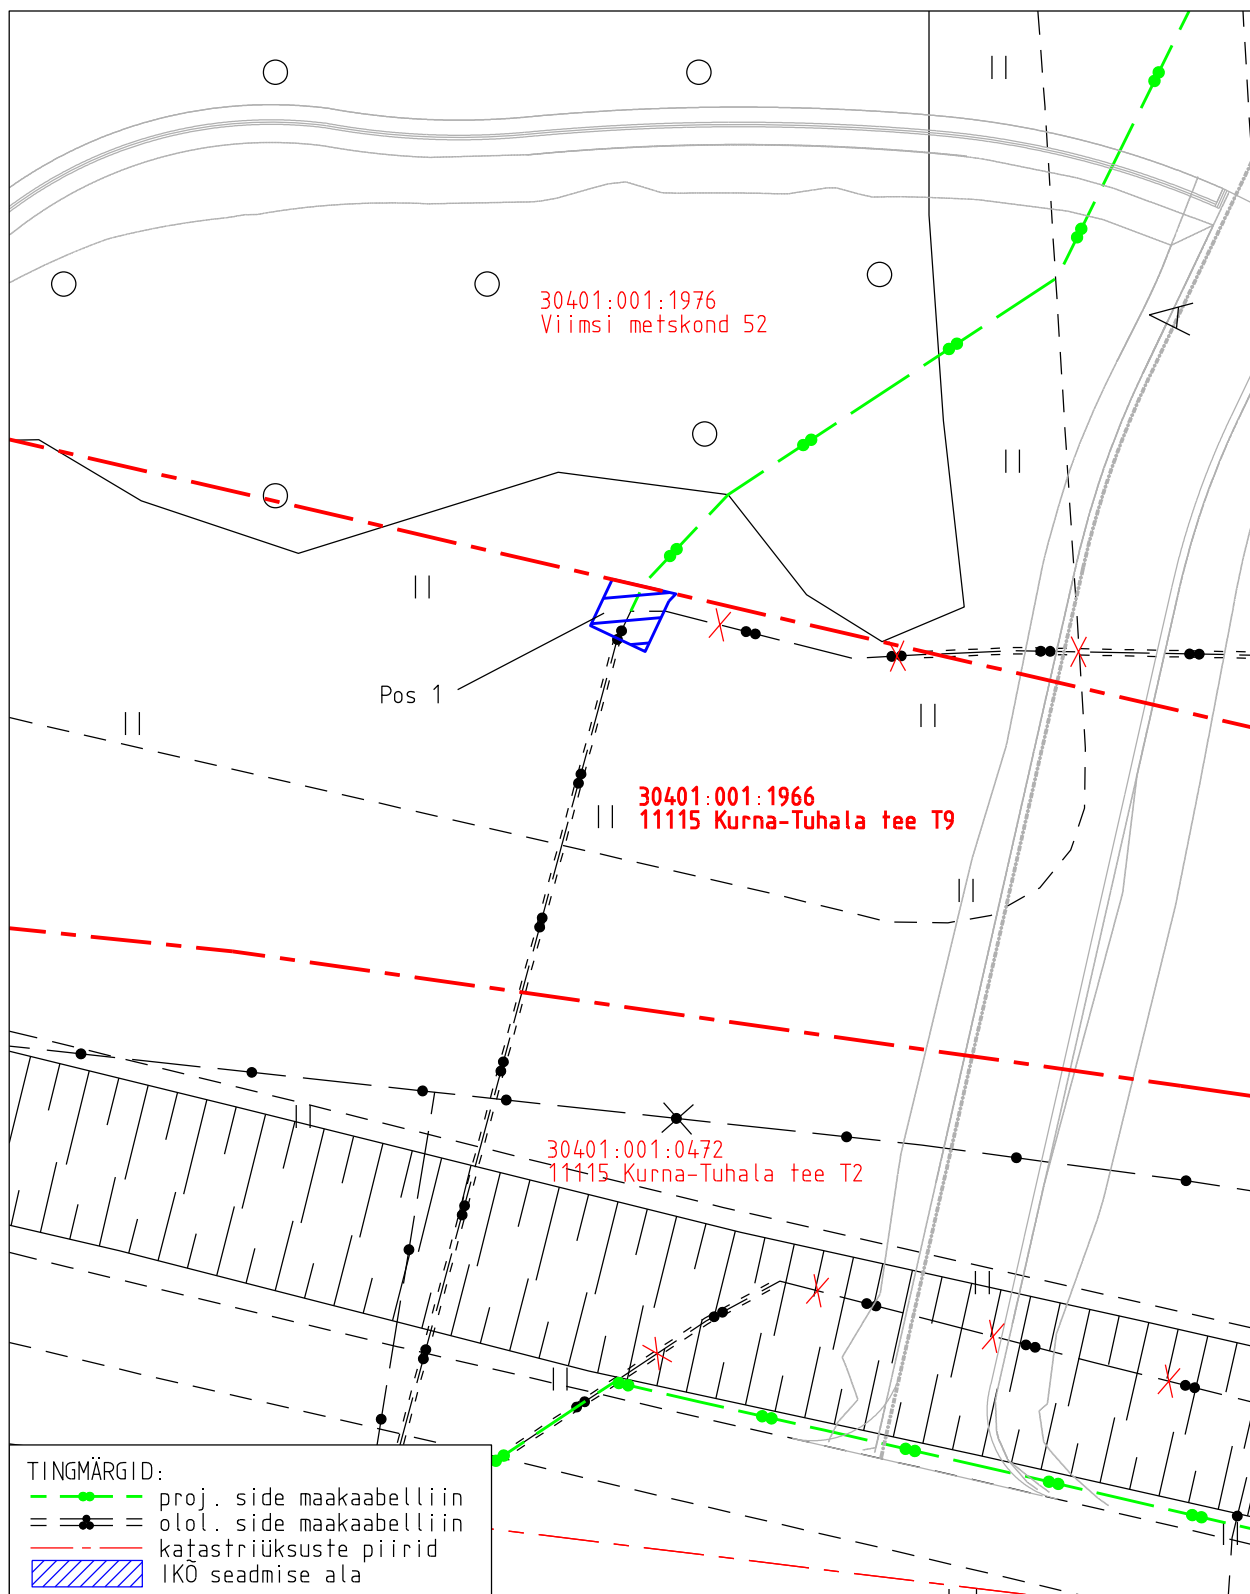 30401:001:1976
Viimsi metskond 52
Pos 1
30401:001:1966
11115 Kurna-Tuhala tee T9
30401:001:0472
11115 Kurna-Tuhala tee T2
TINGMÄRGID:
proj. side maakaabelliin
olol. side maakaabelliin
katastriüksuste piirid
IKÕ seadmise ala